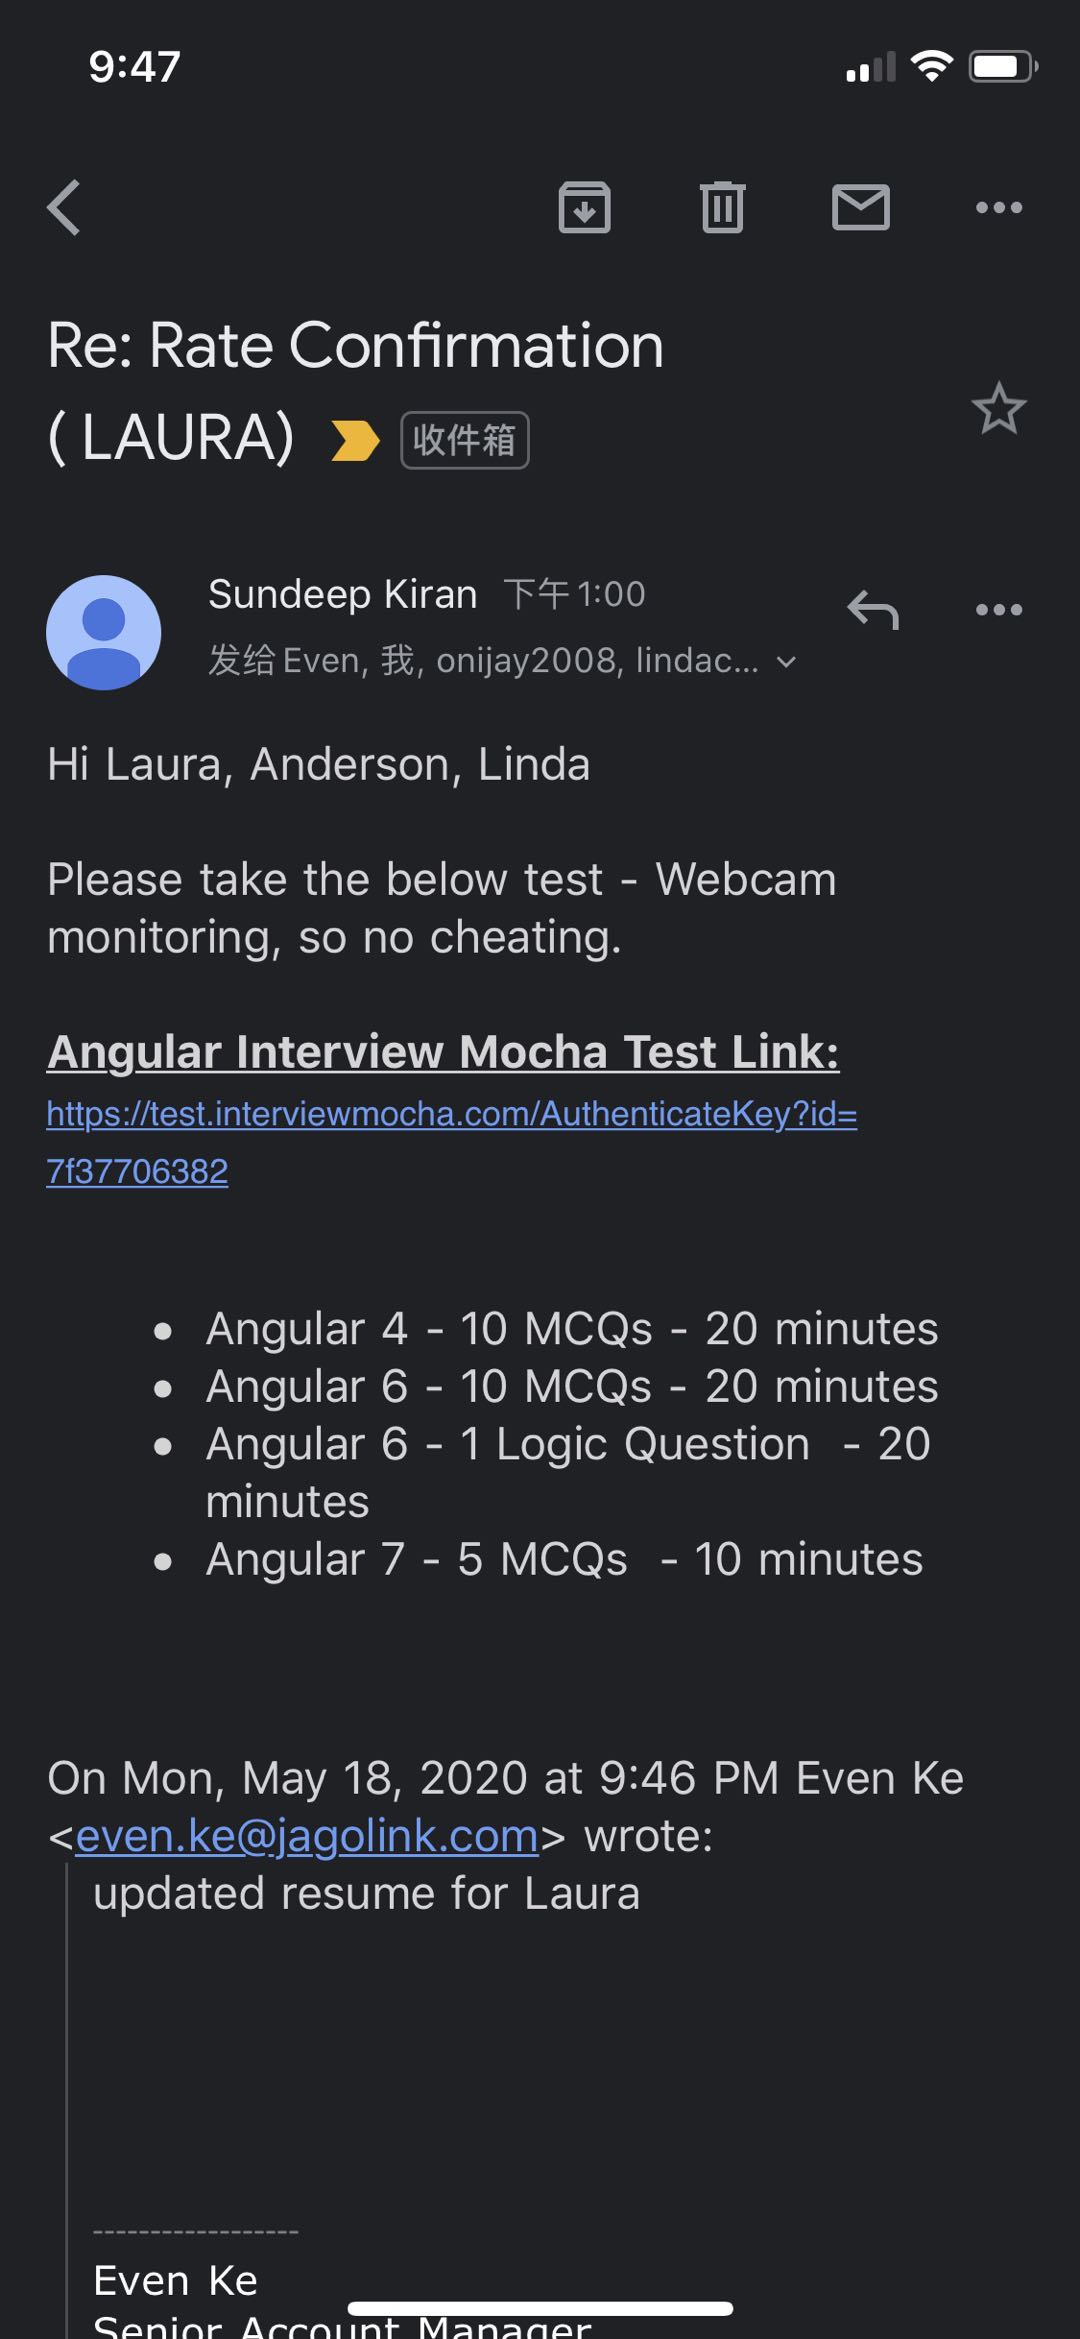 9:47
Re: Rate Confirmation
( LAURA) 收件箱
Sundeep Kiran 下午 1:00
发给 Even, 我, onijay2008, lindac...
Hi Laura, Anderson, Linda
Please take the below test - Webcam
monitoring, so no cheating.
Angular Interview Mocha Test Link:
https://test.interviewmocha.com/AuthenticateKey?id=
7f37706382
• Angular 4 - 10 MCQs - 20 minutes
• Angular 6 - 10 MCQs - 20 minutes
• Angular 6 - 1 Logic Question - 20
minutes
• Angular 7 - 5 MCQs - 10 minutes
On Mon, May 18, 2020 at 9:46 PM Even Ke
<even.ke@jagolink.com> wrote:
updated resume for Laura
------------------
Even Ke
Senior Account Manager